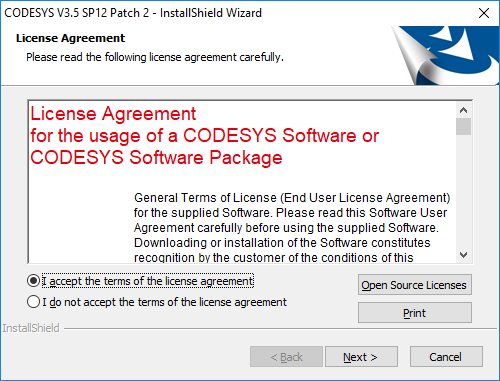 CODESYS V3.5 SP12 Patch 2 - InstallShield Wizard
License Agreement
Please read the following license agreement carefully.
License Agreement
for the usage of a CODESYS Software or
CODESYS Software Package
General Terms of License (End User License Agreement)
for the supplied Software. Please read this Software User
Agreement carefully before using the supplied Software.
Downloading or installation of the Software constitutes
recognition by the customer of the conditions of this
I accept the terms of the license agreement
Open Source Licenses
I do not accept the terms of the license agreement
Print
InstallShield
< Back
Next >
Cancel